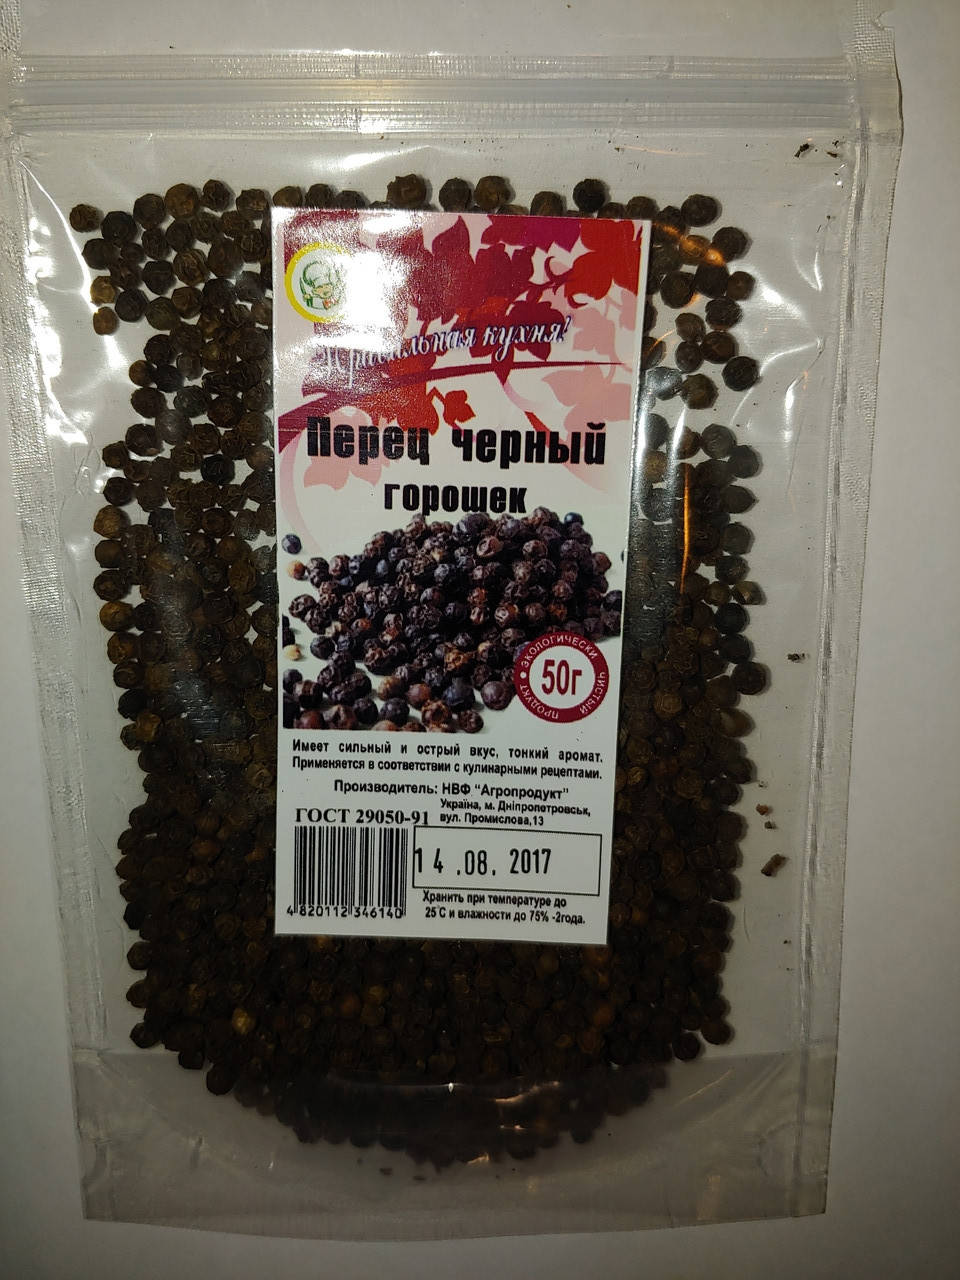 Правильная кухня!
Перец черный
горошек
ЭКОЛОГИЧЕСКИ ЧИСТЫЙ ПРОДУКТ
50г
Имеет сильный и острый вкус, тонкий аромат.
Применяется в соответствии с кулинарными рецептами.
Производитель: НВФ "Агропродукт"
Україна, м. Дніпропетровськ,
вул. Промислова,13
ГОСТ 29050-91
14.08. 2017
4 820112 346140
Хранить при температуре до
25°С и влажности до 75% -2года.